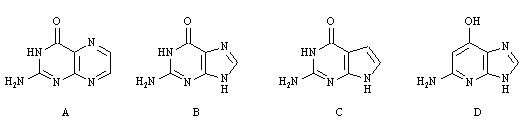 O O O OH
HN N HN N HN N
H₂N N N H₂N N N H₂N N N H₂N N N
H H H
A B C D